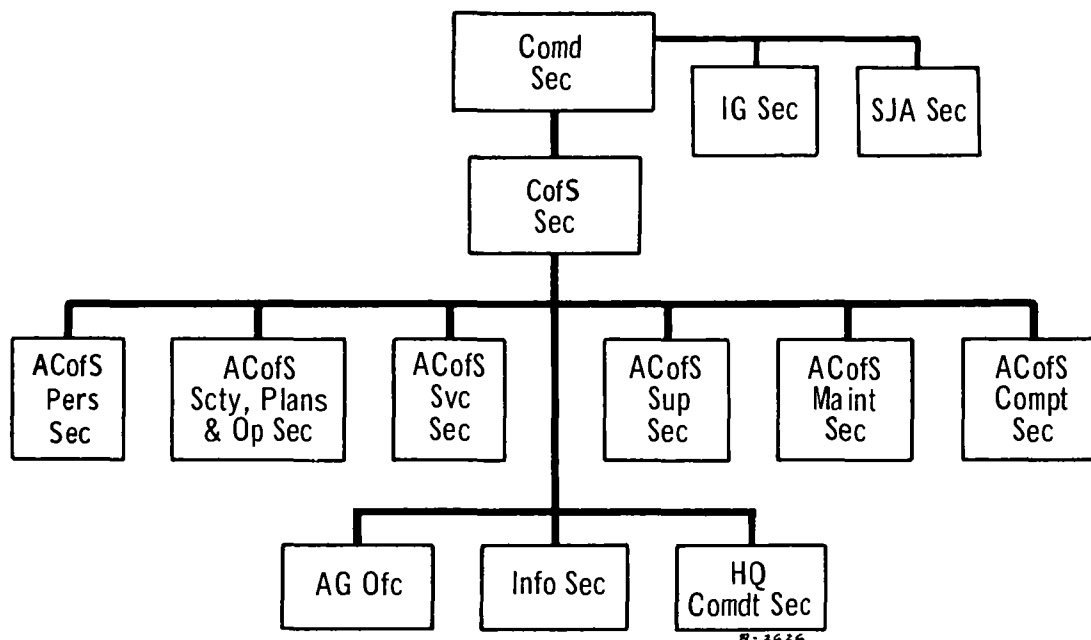 Comd
Sec
IG Sec
SJA Sec
CofS
Sec
ACofS
Pers
Sec
ACofS
Scty, Plans
& Op Sec
ACofS
Svc
Sec
ACofS
Sup
Sec
ACofS
Maint
Sec
ACofS
Compt
Sec
AG Ofc
Info Sec
HQ
Comdt Sec
R-3626